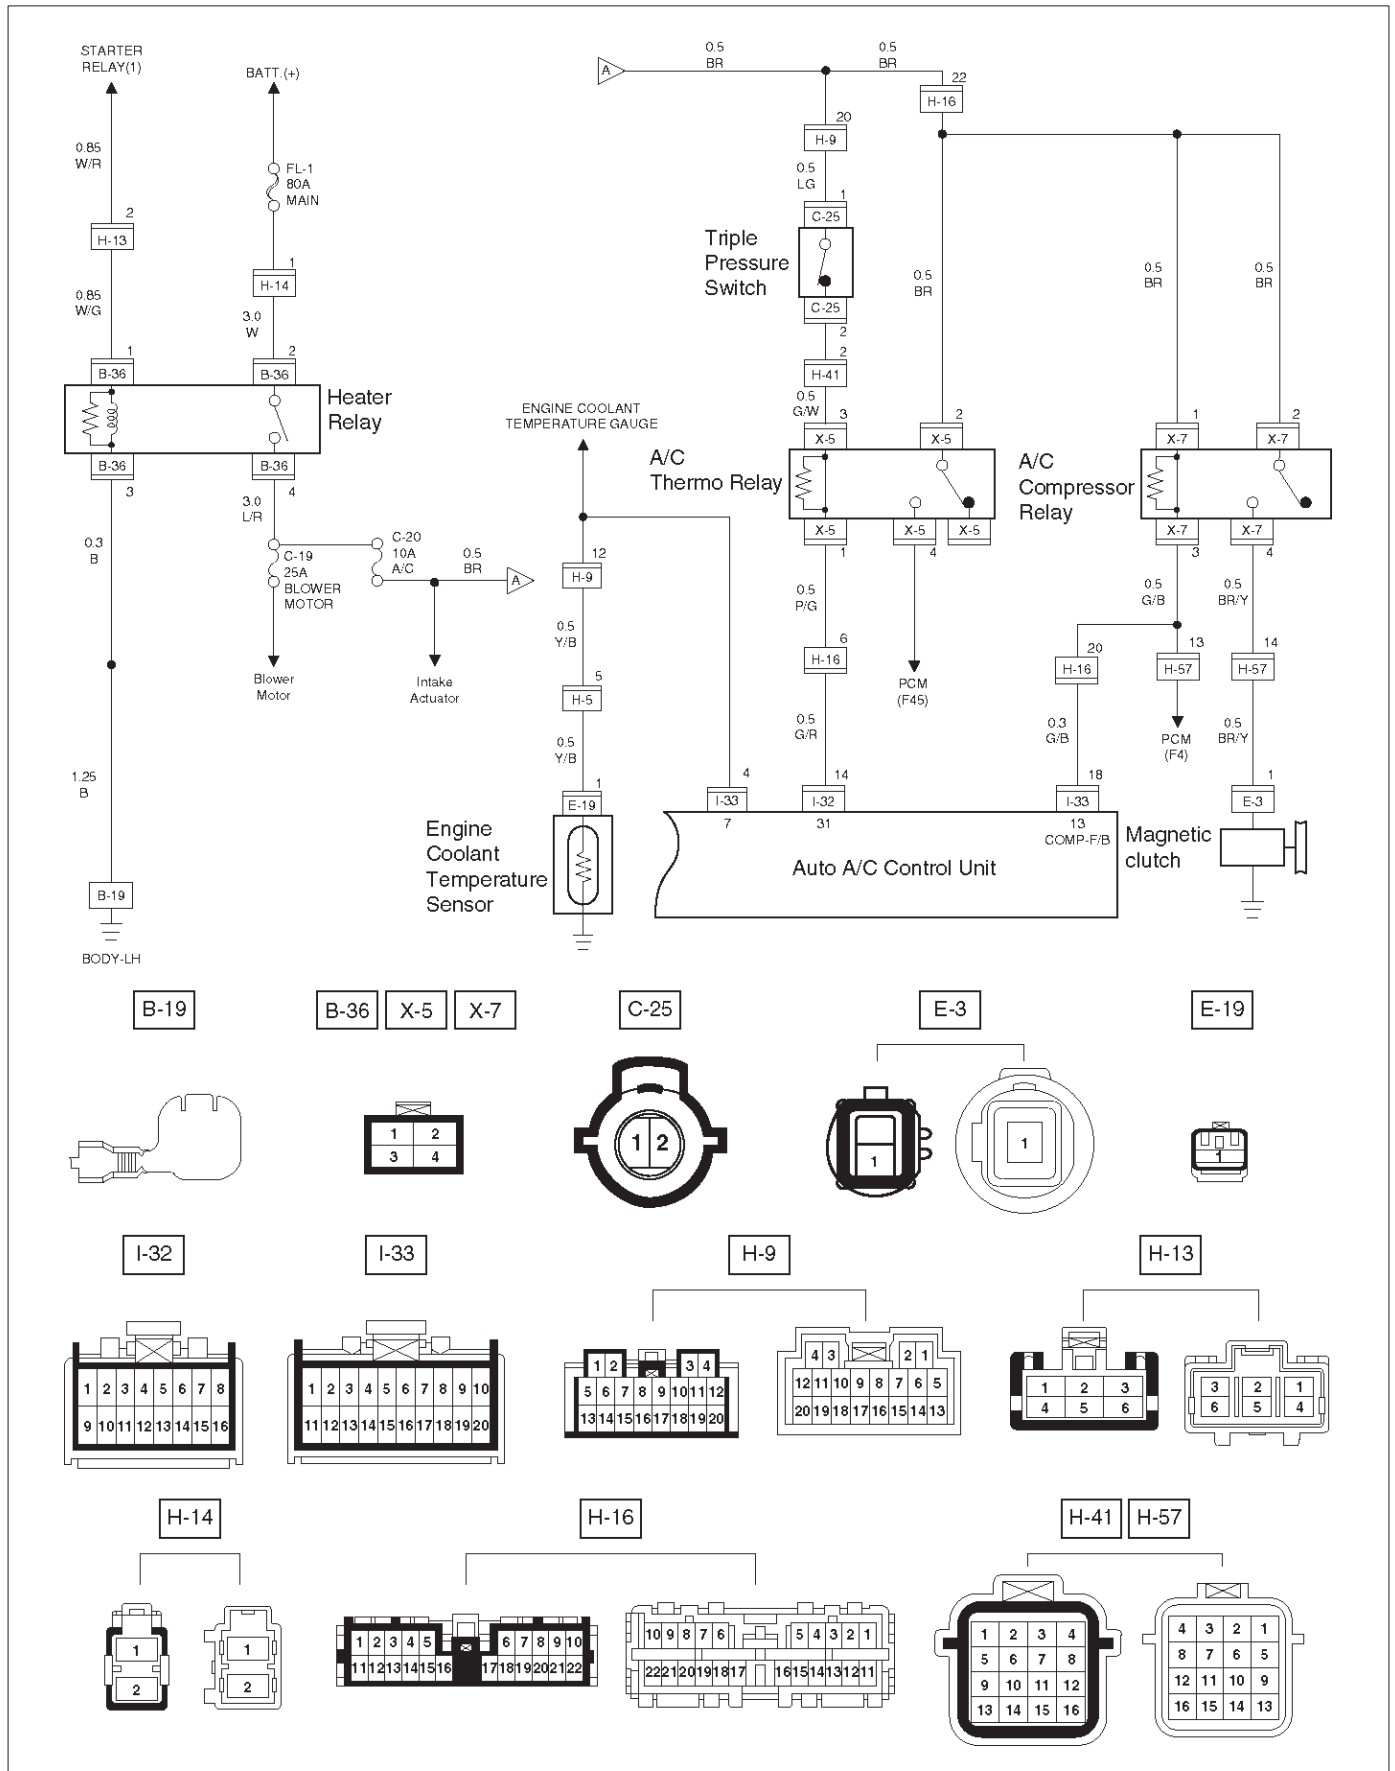 STARTER
RELAY(1)
BATT.(+)
0.85
W/R
FL-1
80A
MAIN
2
H-13
1
H-14
0.85
W/G
3.0
W
1
B-36
2
B-36
Heater
Relay
B-36
3
B-36
4
0.3
B
3.0
L/R
C-19
25A
BLOWER
MOTOR
C-20
10A
A/C
0.5
BR
A
Blower
Motor
Intake
Actuator
1.25
B
B-19
BODY-LH
ENGINE COOLANT
TEMPERATURE GAUGE
12
H-9
0.5
Y/B
5
H-5
0.5
Y/B
1
E-19
Engine
Coolant
Temperature
Sensor
A
0.5
BR
0.5
BR
22
H-16
20
H-9
0.5
LG
1
C-25
Triple
Pressure
Switch
C-25
2
2
H-41
0.5
G/W
3
X-5
2
X-5
0.5
BR
0.5
BR
0.5
BR
A/C
Thermo Relay
X-5
1
X-5
4
X-5
0.5
P/G
6
H-16
0.5
G/R
PCM
(F45)
A/C
Compressor
Relay
1
X-7
2
X-7
X-7
3
X-7
4
0.5
G/B
0.5
BR/Y
20
H-16
13
H-57
14
H-57
0.3
G/B
PCM
(F4)
0.5
BR/Y
4
I-33
7
14
I-32
31
18
I-33
13
COMP-F/B
1
E-3
Auto A/C Control Unit
Magnetic
clutch
B-19
B-36
X-5
X-7
C-25
E-3
E-19
1 2
3 4
1 2
1
1
1
I-32
I-33
H-9
H-13
1 2 3 4 5 6 7 8
9 10 11 12 13 14 15 16
1 2 3 4 5 6 7 8 9 10
11 12 13 14 15 16 17 18 19 20
1 2 3 4
5 6 7 8 9 10 11 12
13 14 15 16 17 18 19 20
4 3 2 1
12 11 10 9 8 7 6 5
20 19 18 17 16 15 14 13
1 2 3
4 5 6
3 2 1
6 5 4
H-14
H-16
H-41
H-57
1
2
1
2
1 2 3 4 5 6 7 8 9 10
11 12 13 14 15 16 17 18 19 20 21 22
10 9 8 7 6 5 4 3 2 1
22 21 20 19 18 17 16 15 14 13 12 11
1 2 3 4
5 6 7 8
9 10 11 12
13 14 15 16
4 3 2 1
8 7 6 5
12 11 10 9
16 15 14 13